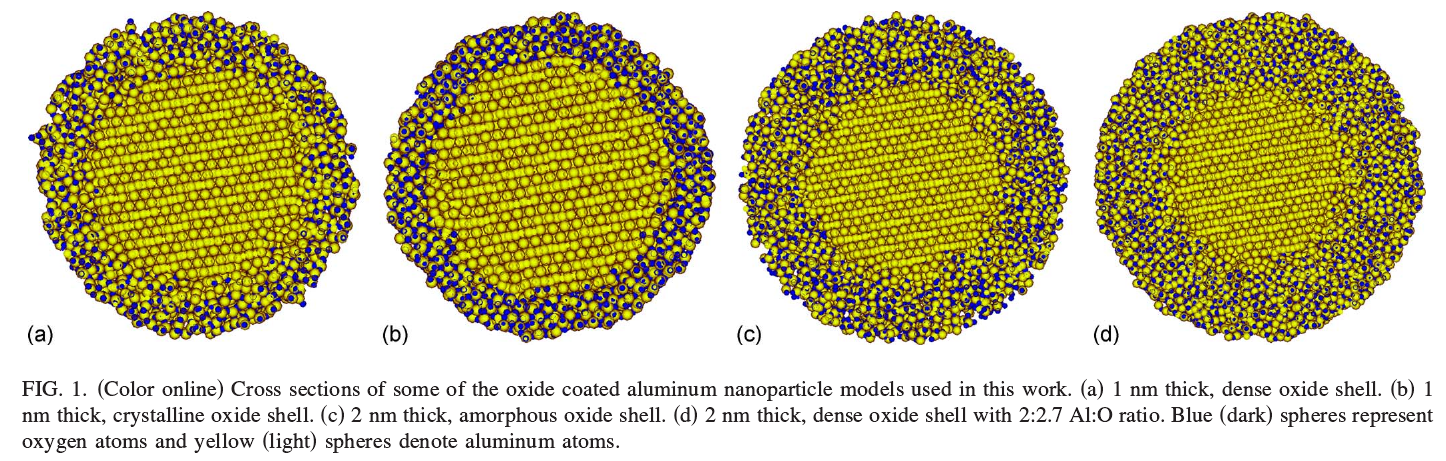 (a) (b) (c) (d)
FIG. 1. (Color online) Cross sections of some of the oxide coated aluminum nanoparticle models used in this work. (a) 1 nm thick, dense oxide shell. (b) 1
nm thick, crystalline oxide shell. (c) 2 nm thick, amorphous oxide shell. (d) 2 nm thick, dense oxide shell with 2:2.7 Al:O ratio. Blue (dark) spheres represent
oxygen atoms and yellow (light) spheres denote aluminum atoms.